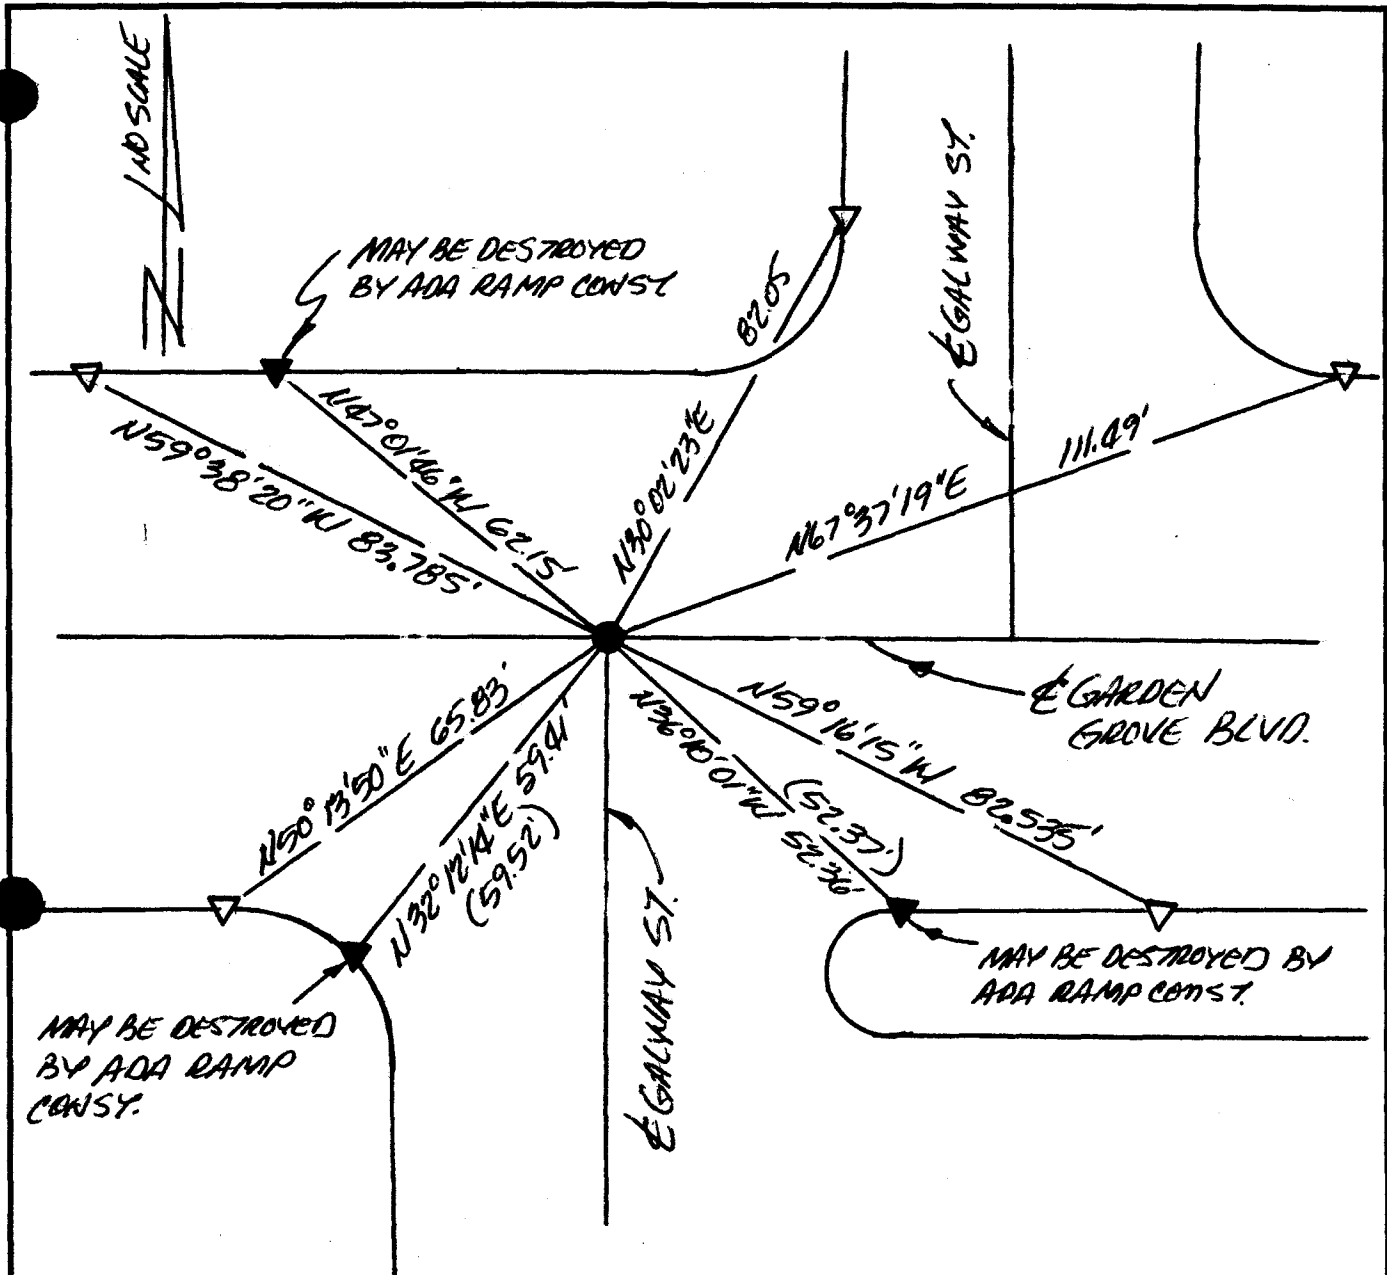 NO SCALE
MAY BE DESTROYED
BY ADA RAMP CONST
82.05
℄ GALWAY ST.
N59°38'20"W 83.785'
N47°01'46"W 62.15'
N30°02'23"E
N67°37'19"E
111.49'
℄ GARDEN
GROVE BLVD.
N50°13'50"E 65.83'
N32°12'14"E 59.41'
(59.52')
N36°10'01"W 52.36'
(52.37')
N59°16'15"W 82.535'
℄ GALWAY ST.
MAY BE DESTROYED BY
ADA RAMP CONST.
MAY BE DESTROYED
BY ADA RAMP
CONST.